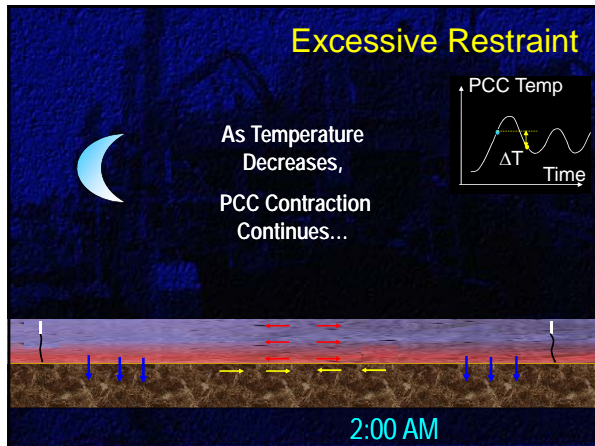 Excessive Restraint
PCC Temp
ΔT
Time
As Temperature
Decreases,
PCC Contraction
Continues...
2:00 AM